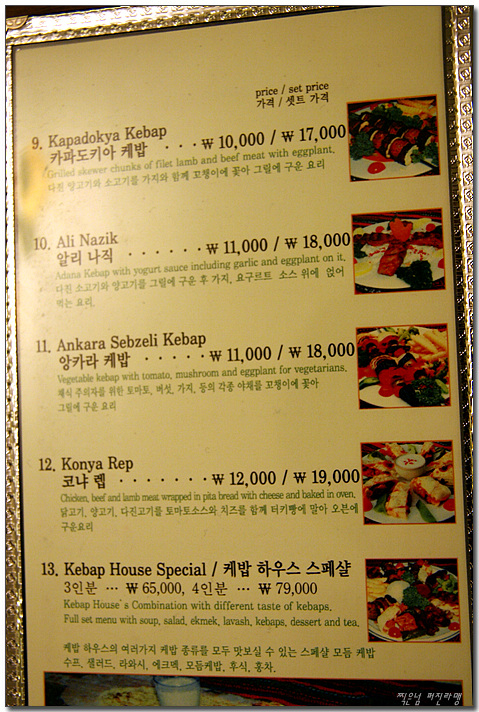 price / set price
가격 / 셋트 가격
9. Kapadokya Kebap
카파도키아 케밥 · · · ₩ 10,000 / ₩ 17,000
Grilled skewer chunks of filet lamb and beef meat with eggplant.
다진 양고기와 소고기를 가지와 함께 꼬챙이에 꽂아 그릴에 구운 요리
10. Ali Nazik
알리 나직 · · · · · · ₩ 11,000 / ₩ 18,000
Adana Kebap with yogurt sauce including garlic and eggplant on it.
다진 소고기와 양고기를 그릴에 구운 후 가지, 요구르트 소스 위에 얹어
먹는 요리.
11. Ankara Sebzeli Kebap
앙카라 케밥 · · · · · ₩ 11,000 / ₩ 18,000
Vegetable kebap with tomato, mushroom and eggplant for vegetarians.
채식 주의자를 위한 토마토, 버섯, 가지, 등의 각종 야채를 꼬챙이에 꽂아
그릴에 구운 요리
12. Konya Rep
코냐 렙 · · · · · · · ₩ 12,000 / ₩ 19,000
Chicken, beef and lamb meat wrapped in pita bread with cheese and baked in oven.
닭고기, 양고기, 다진고기를 토마토소스와 치즈를 함께 터키빵에 말아 오븐에
구운요리
13. Kebap House Special / 케밥 하우스 스페샬
3인분 ··· ₩ 65,000, 4인분 ··· ₩ 79,000
Kebap House`s Combination with different taste of kebaps.
Full set menu with soup, salad, ekmek, lavash, kebaps, dessert and tea.
케밥 하우스의 여러가지 케밥 종류를 모두 맛보실 수 있는 스페샬 모듬 케밥
수프, 샐러드, 라와시, 에크멕, 모듬케밥, 후식, 홍차.
찍은넘 퍼진라맹